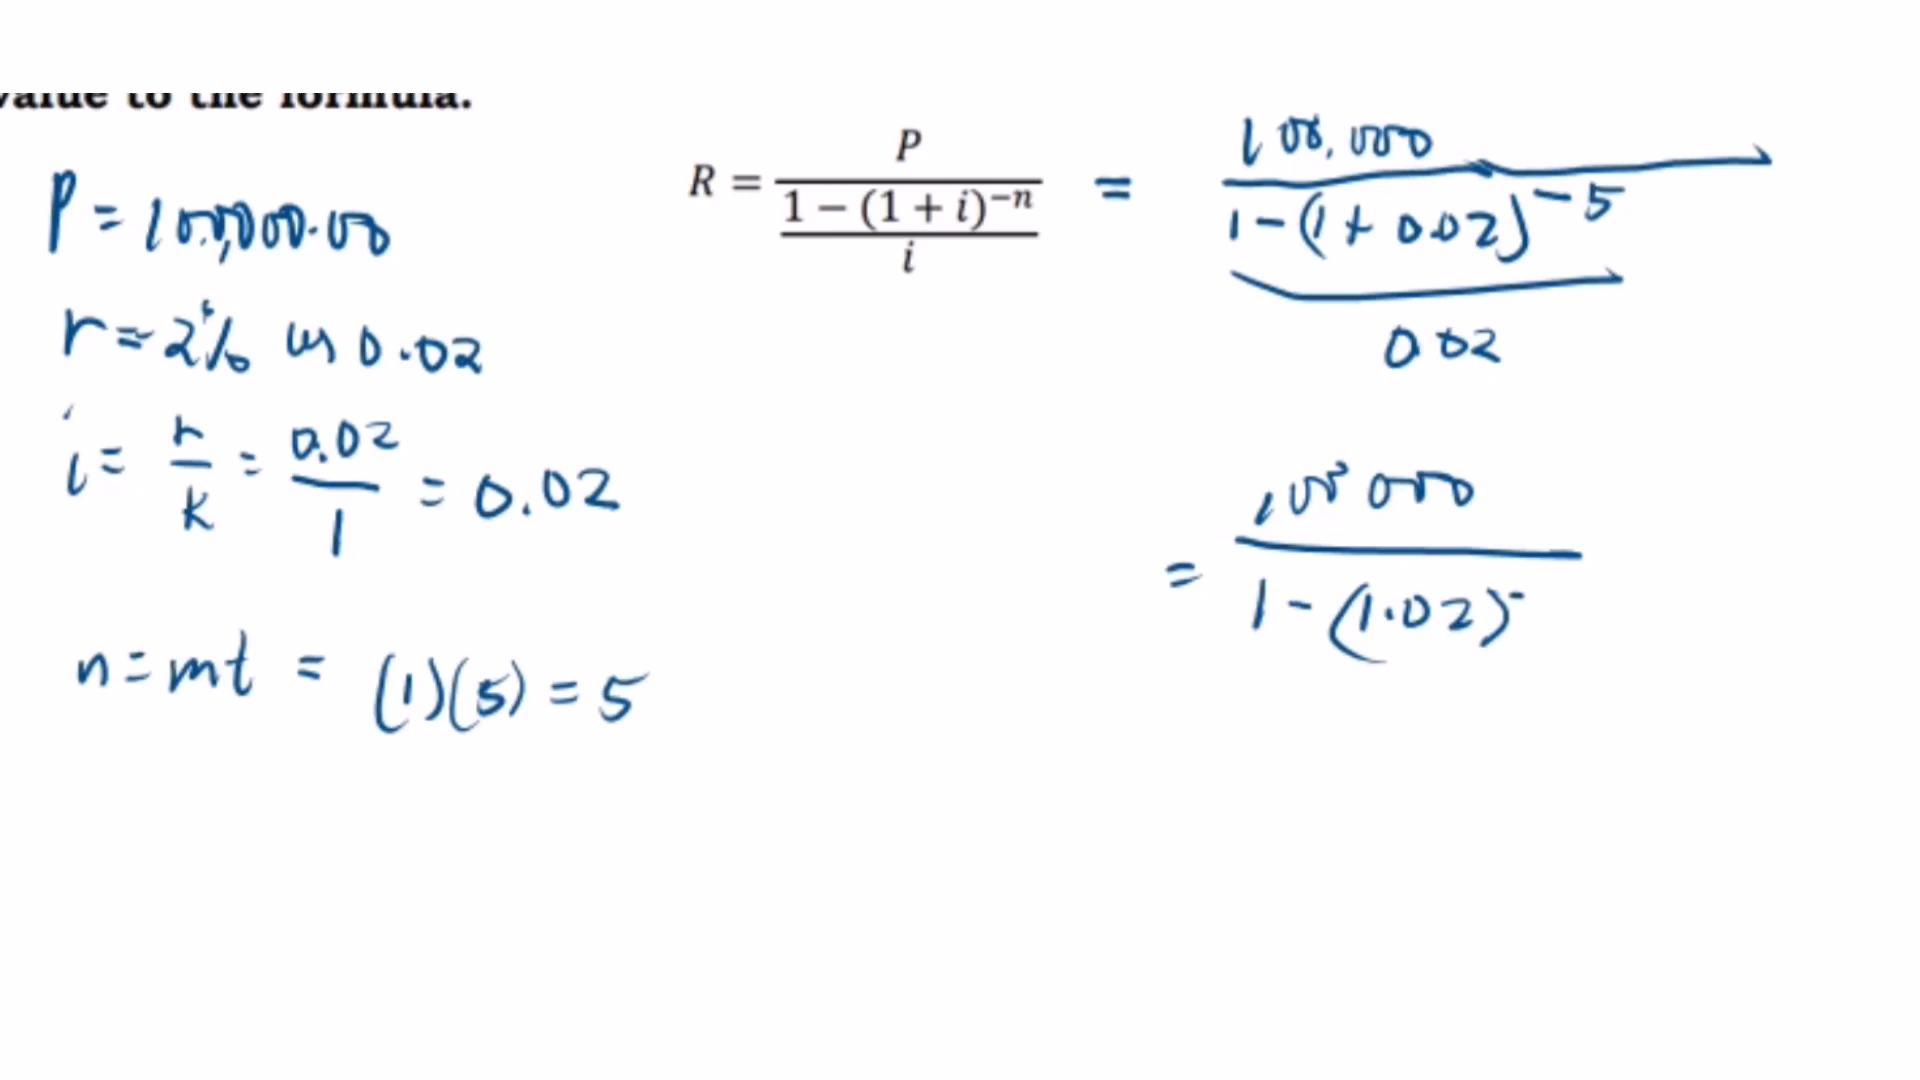 value to the formula.
P = 100,000.00
r = 2% or 0.02
i = r/k = 0.02/1 = 0.02
n = mt = (1)(5) = 5
R = P / ((1 − (1 + i)^−n) / i) = 100,000 / ((1 - (1 + 0.02)^-5) / 0.02)
= 100 000 / (1 - (1.02)^-